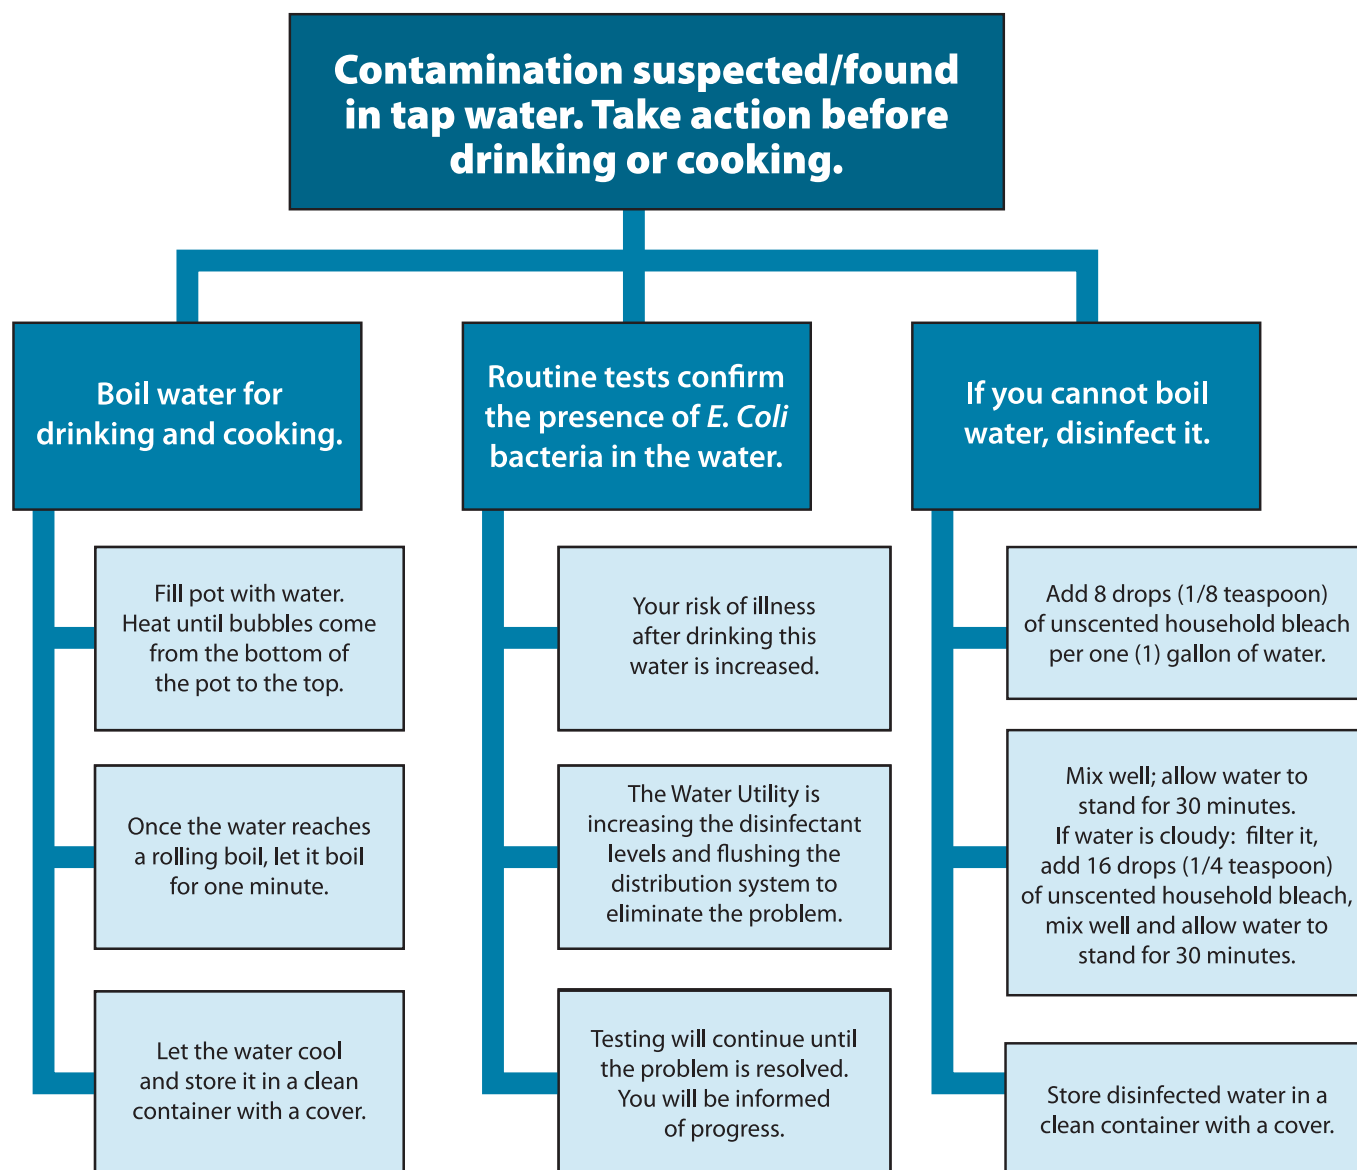 Contamination suspected/found
in tap water. Take action before
drinking or cooking.
Boil water for
drinking and cooking.
Fill pot with water.
Heat until bubbles come
from the bottom of
the pot to the top.
Once the water reaches
a rolling boil, let it boil
for one minute.
Let the water cool
and store it in a clean
container with a cover.
Routine tests confirm
the presence of E. Coli
bacteria in the water.
Your risk of illness
after drinking this
water is increased.
The Water Utility is
increasing the disinfectant
levels and flushing the
distribution system to
eliminate the problem.
Testing will continue until
the problem is resolved.
You will be informed
of progress.
If you cannot boil
water, disinfect it.
Add 8 drops (1/8 teaspoon)
of unscented household bleach
per one (1) gallon of water.
Mix well; allow water to
stand for 30 minutes.
If water is cloudy: filter it,
add 16 drops (1/4 teaspoon)
of unscented household bleach,
mix well and allow water to
stand for 30 minutes.
Store disinfected water in a
clean container with a cover.